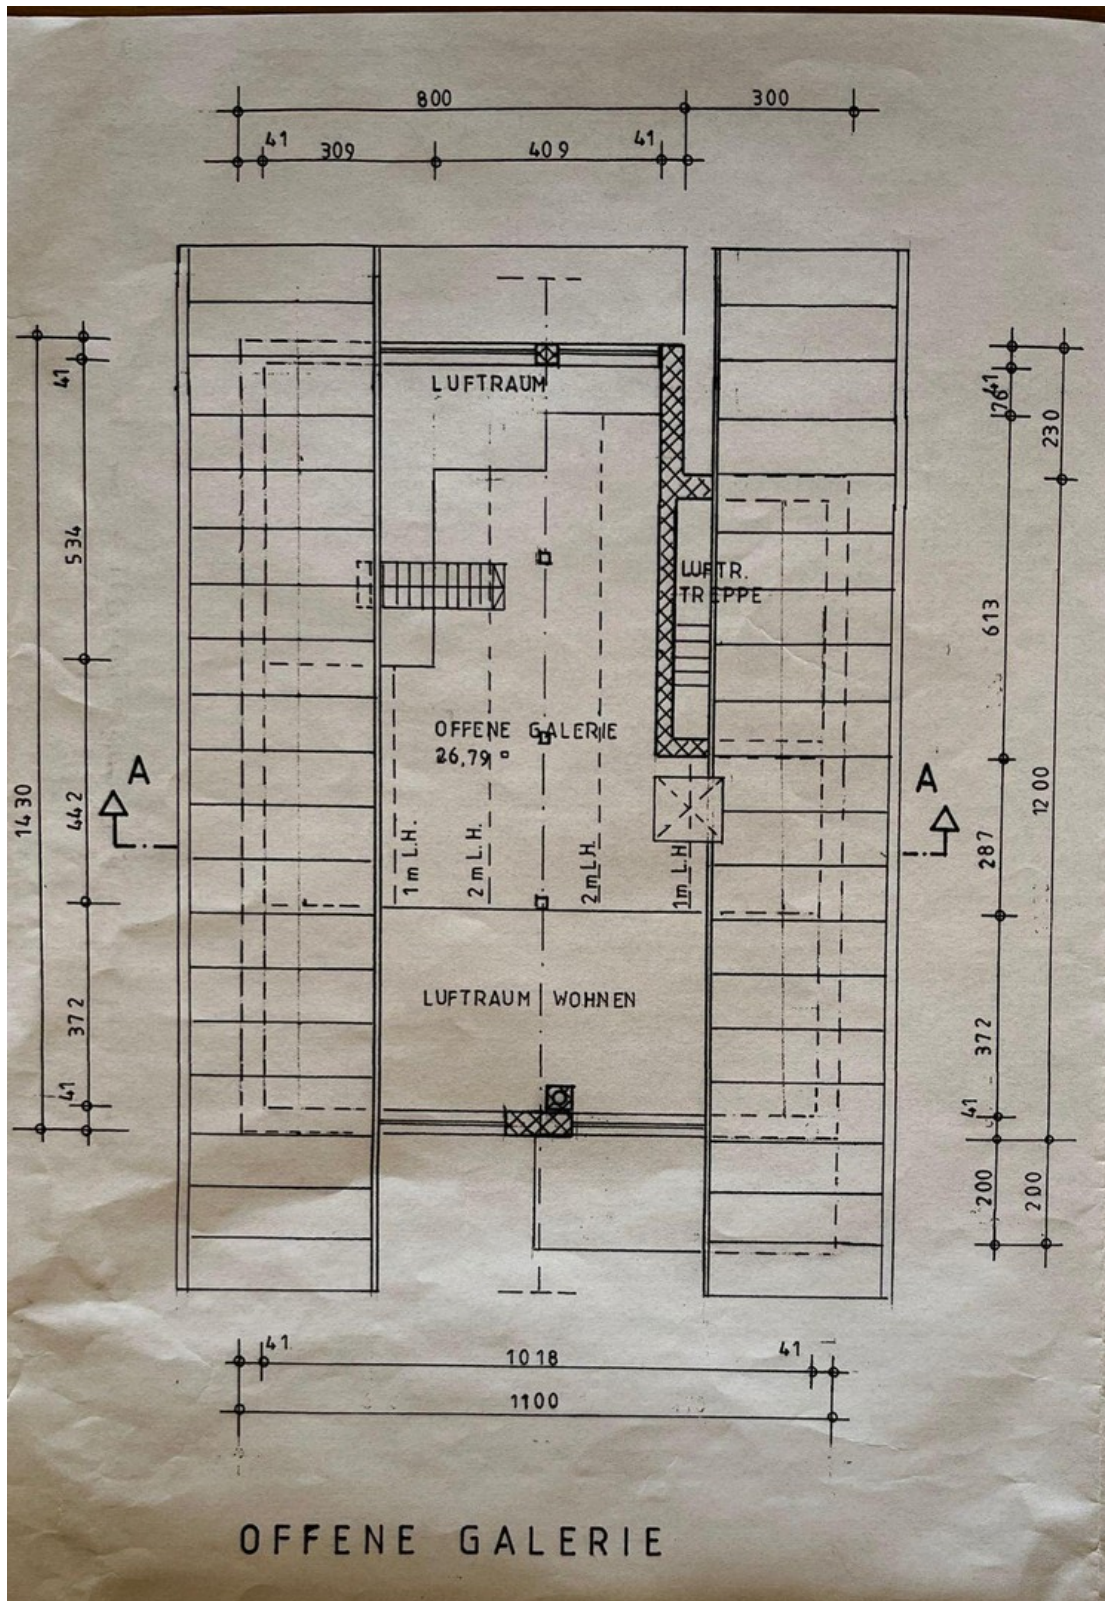 800
300
41
309
409
41
LUFTRAUM
41
534
442
372
41
1430
41
76
230
613
1200
287
372
41
200
200
LUFTR.
TREPPE
OFFENE GALERIE
26,79
A
A
1m L.H.
2m L.H.
2m L.H.
1m L.H
LUFTRAUM WOHNEN
41
1018
41
1100
OFFENE GALERIE